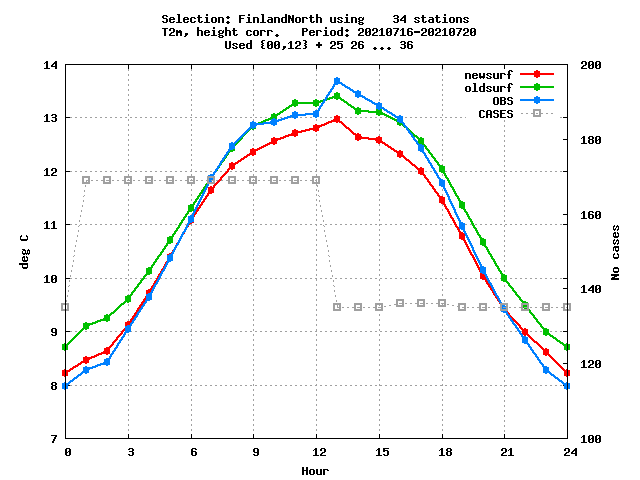 Selection: FinlandNorth using    34 stations
T2m, height corr.   Period: 20210716-20210720
Used {00,12} + 25 26 ... 36
14 200
newsurf
oldsurf
OBS
CASES
13
180
12
160
11
deg C
No cases
10
140
9
120
8
7 100
0 3 6 9 12 15 18 21 24
Hour